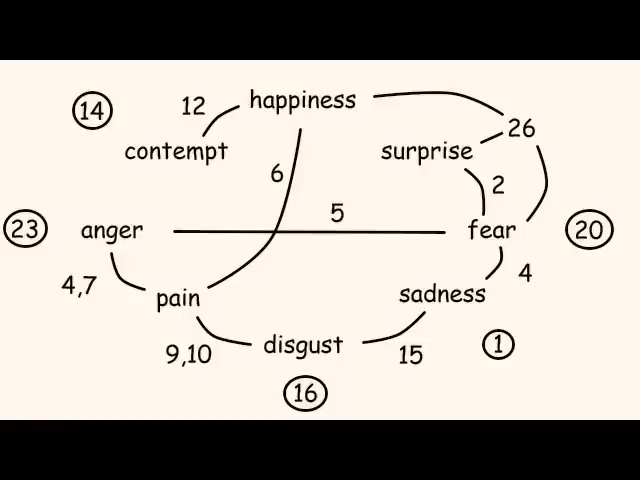 14
12
happiness
26
contempt
surprise
6
2
5
23
anger
fear
20
4,7
pain
sadness
4
9,10
disgust
15
1
16